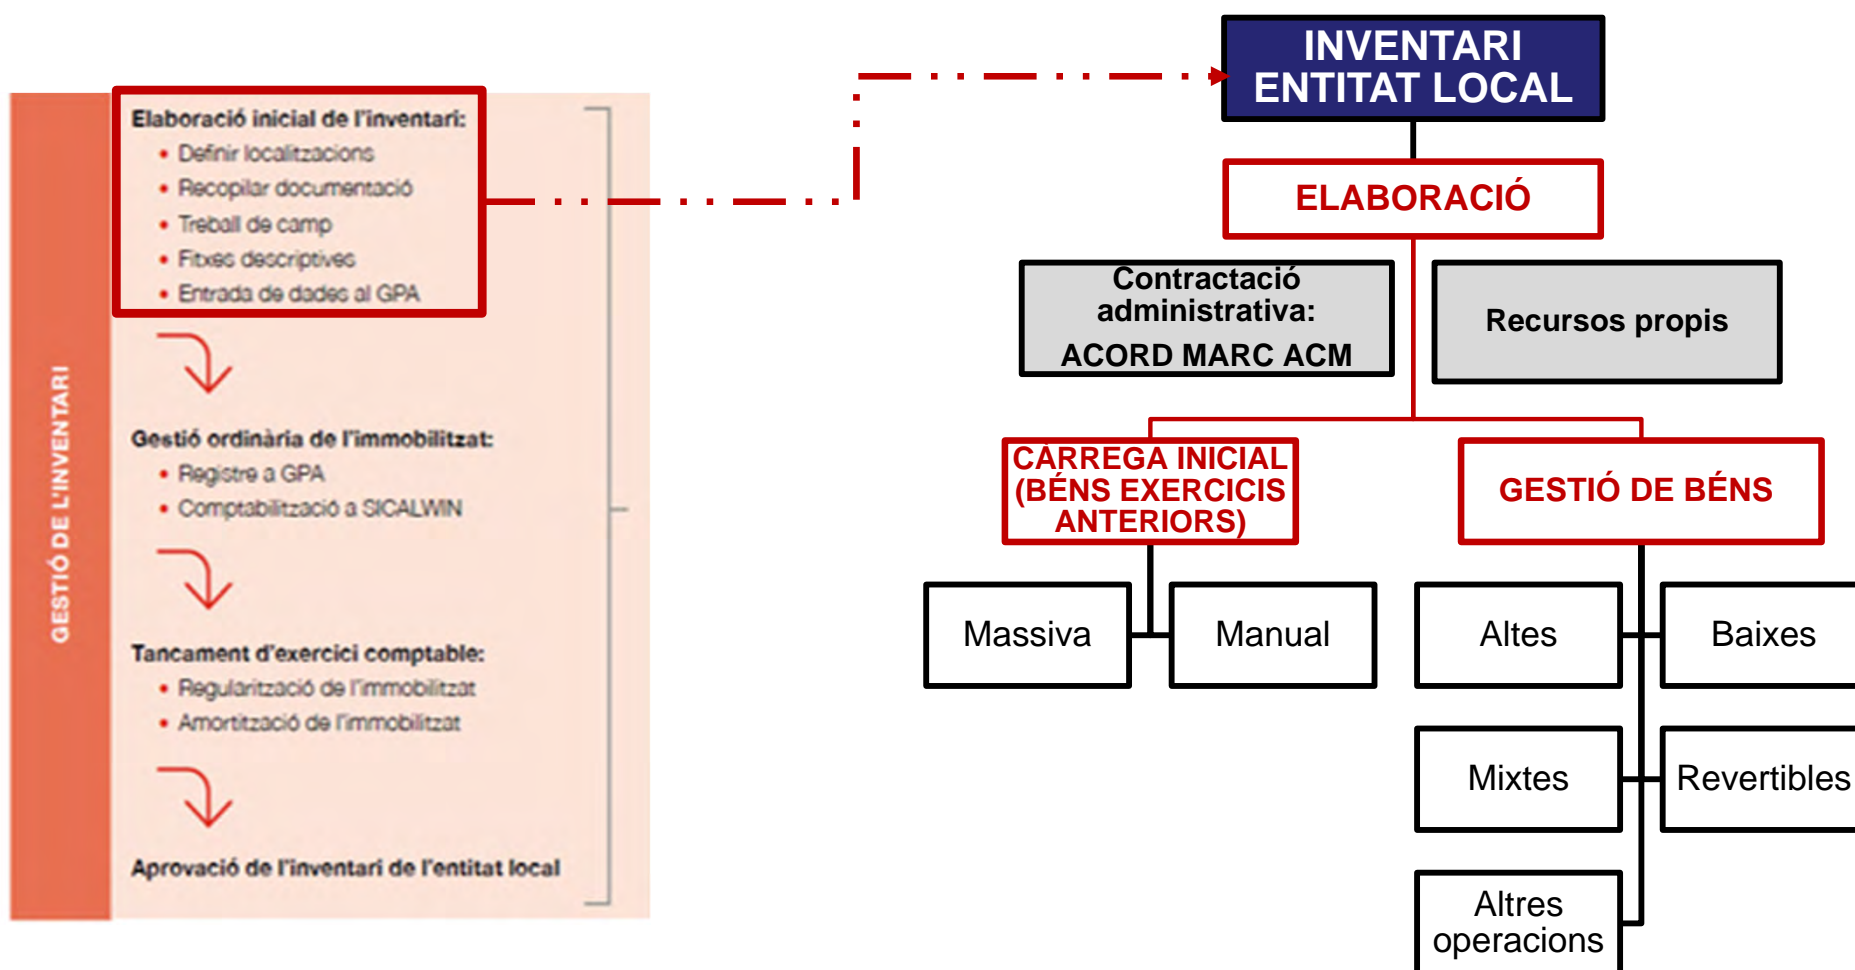 GESTIÓ DE L'INVENTARI
Elaboració inicial de l'inventari:
• Definir localitzacions
• Recopilar documentació
• Treball de camp
• Fitxes descriptives
• Entrada de dades al GPA
Gestió ordinària de l'immobilitzat:
• Registre a GPA
• Comptabilització a SICALWIN
Tancament d'exercici comptable:
• Regularització de l'immobilitzat
• Amortització de l'immobilitzat
Aprovació de l'inventari de l'entitat local
INVENTARI
ENTITAT LOCAL
ELABORACIÓ
Contractació
administrativa:
ACORD MARC ACM
Recursos propis
CÀRREGA INICIAL
(BÉNS EXERCICIS
ANTERIORS)
GESTIÓ DE BÉNS
Massiva
Manual
Altes
Baixes
Mixtes
Revertibles
Altres
operacions